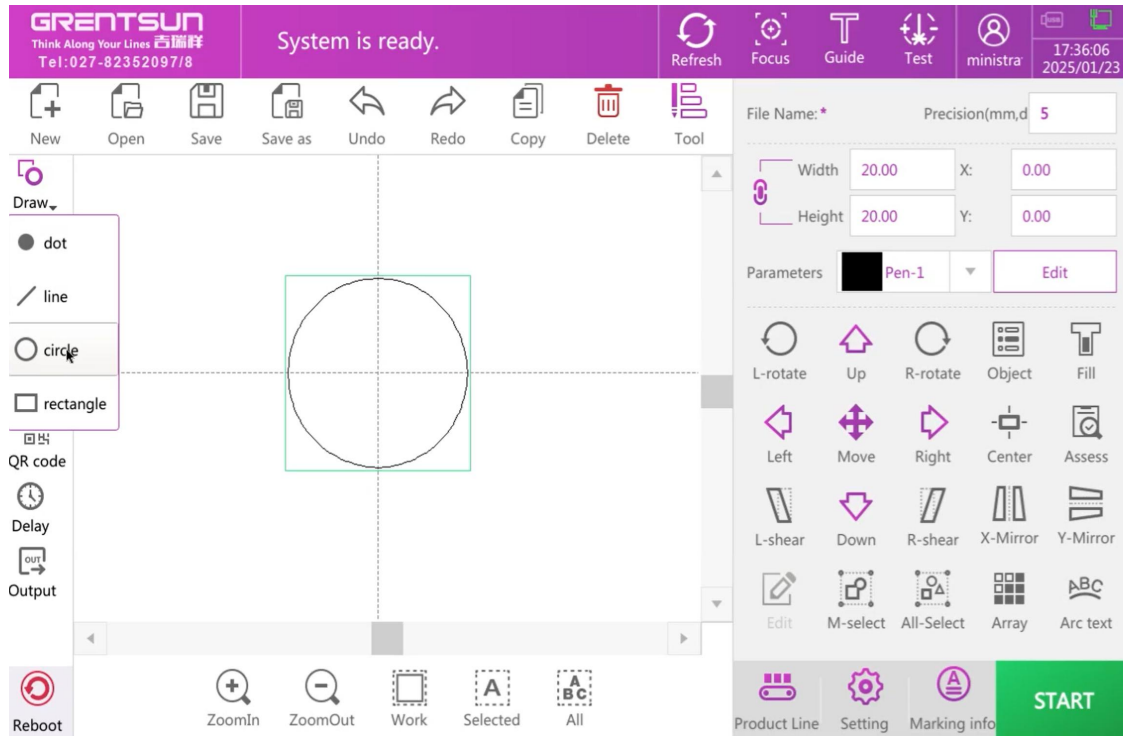 GRENTSUN
Think Along Your Lines 吉瑞祥
Tel:027-82352097/8
System is ready.
Refresh
Focus
Guide
Test
ministra
17:36:06
2025/01/23
New
Open
Save
Save as
Undo
Redo
Copy
Delete
Tool
File Name: *
Precision(mm,d
5
Width
20.00
X:
0.00
Height
20.00
Y:
0.00
Parameters
Pen-1
Edit
Draw
dot
line
circle
rectangle
QR code
Delay
OUT
Output
L-rotate
Up
R-rotate
Object
Fill
Left
Move
Right
Center
Assess
L-shear
Down
R-shear
X-Mirror
Y-Mirror
Edit
M-select
All-Select
Array
ABC
Arc text
Reboot
ZoomIn
ZoomOut
Work
A
Selected
A
B C
All
Product Line
Setting
A
Marking info
START